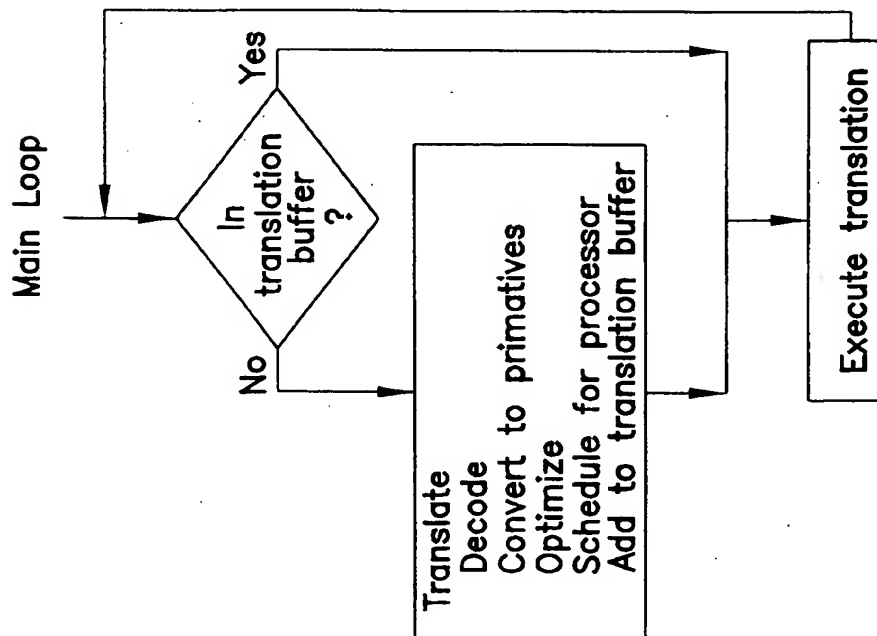 Main Loop
In
translation
buffer
?
Yes
No
Translate
Decode
Convert to primatives
Optimize
Schedule for processor
Add to translation buffer
Execute translation